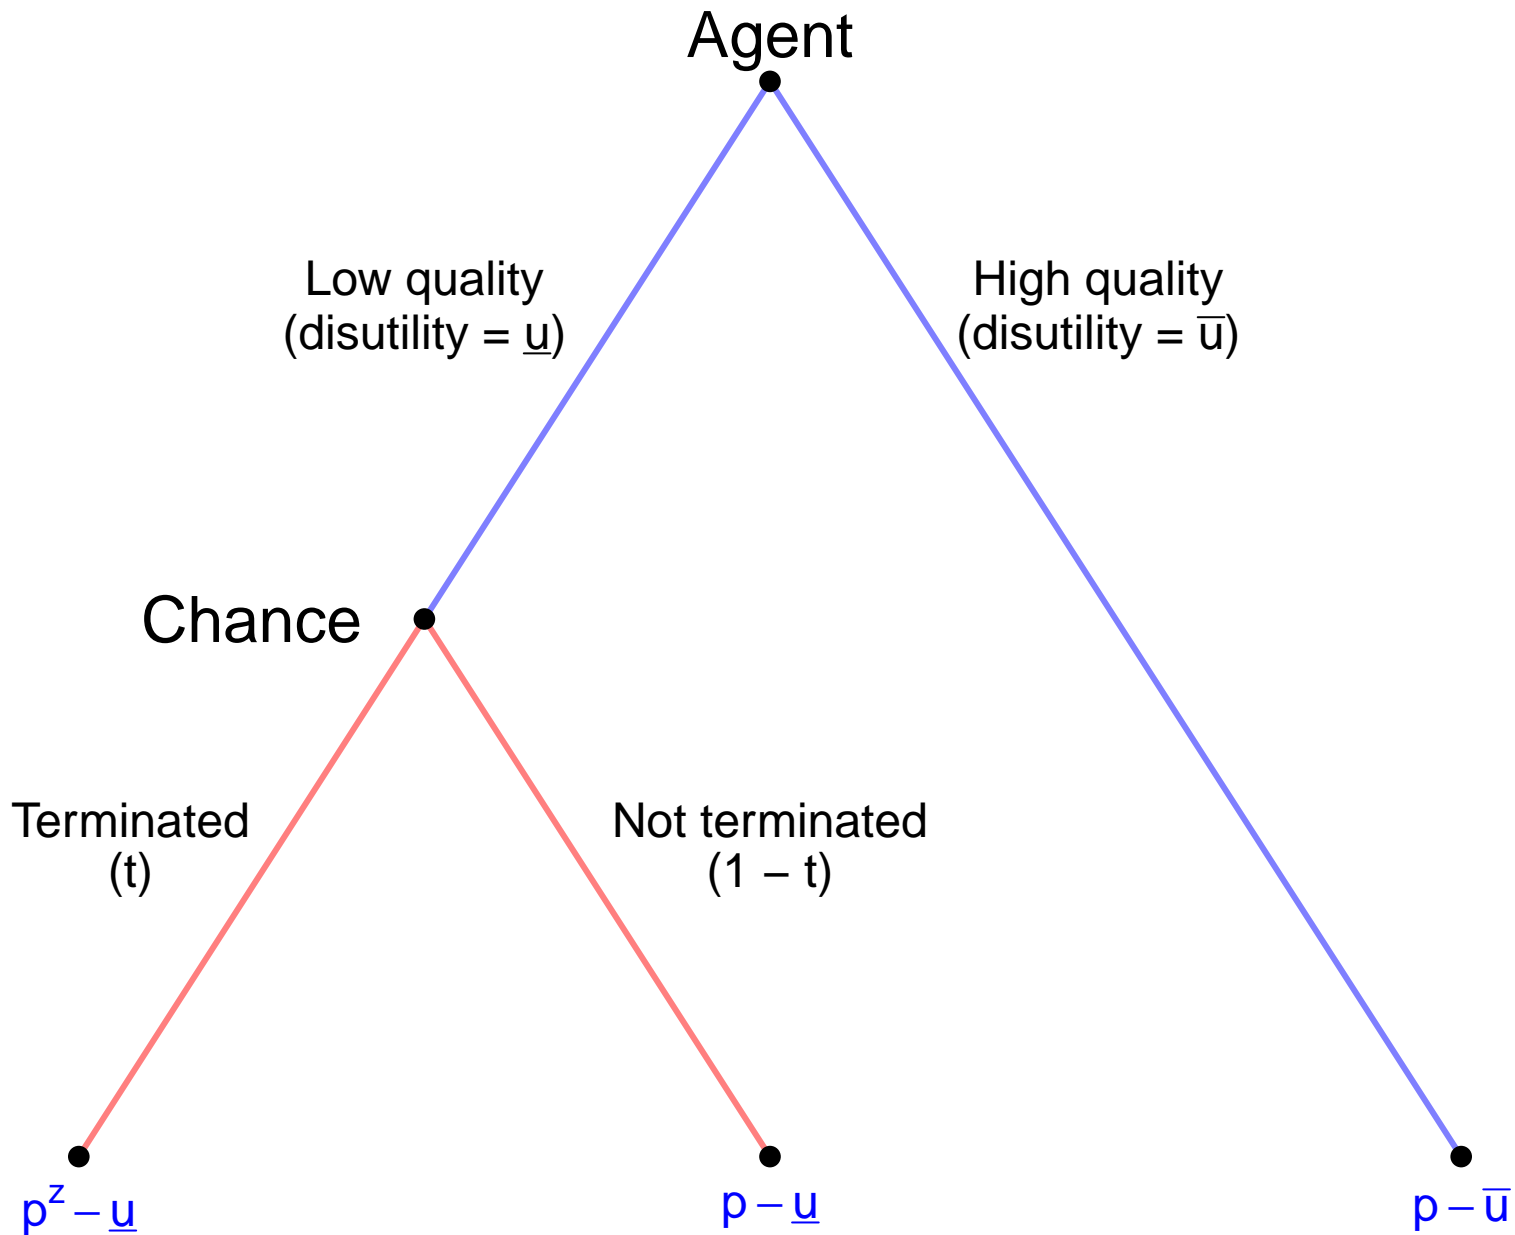 Agent
Low quality
(disutility = u̲)
High quality
(disutility = u̅)
Chance
Terminated
(t)
Not terminated
(1 – t)
pᶻ – u̲
p – u̲
p – u̅